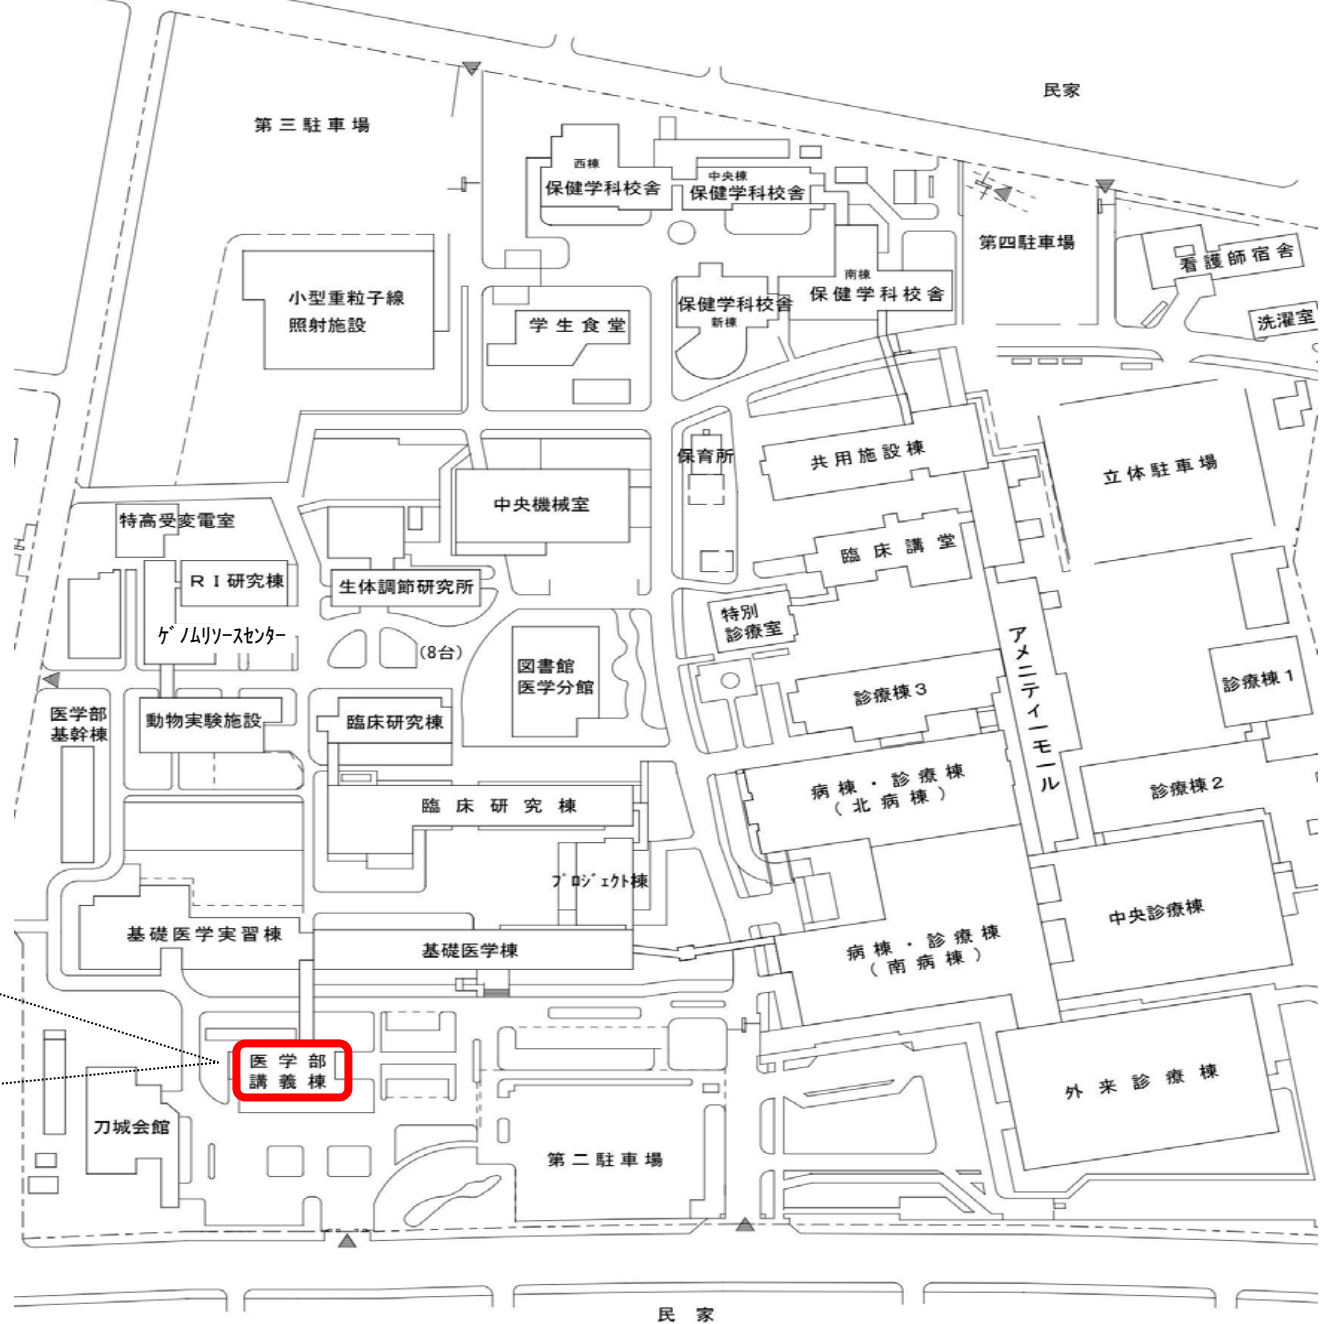 民家
第三駐車場
西棟
保健学科校舎
中央棟
保健学科校舎
第四駐車場
看護師宿舎
南棟
保健学科校舎
小型重粒子線
照射施設
保健学科校舎
新棟
学生食堂
洗濯室
保育所
共用施設棟
立体駐車場
中央機械室
特高受変電室
臨床講堂
RI研究棟
生体調節研究所
特別
診療室
ゲノムリソースセンター
(8台)
図書館
医学分館
アメニティーモール
診療棟1
診療棟3
医学部
基幹棟
動物実験施設
臨床研究棟
病棟・診療棟
(北病棟)
診療棟2
臨床研究棟
プロジェクト棟
中央診療棟
基礎医学実習棟
基礎医学棟
病棟・診療棟
(南病棟)
医学部
講義棟
外来診療棟
刀城会館
第二駐車場
民家